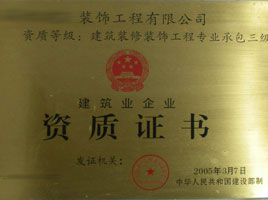 装饰工程有限公司
资质等级：建筑装修装饰工程专业承包三级
建筑业企业
资质证书
发证机关：
2005年3月7日
中华人民共和国建设部制